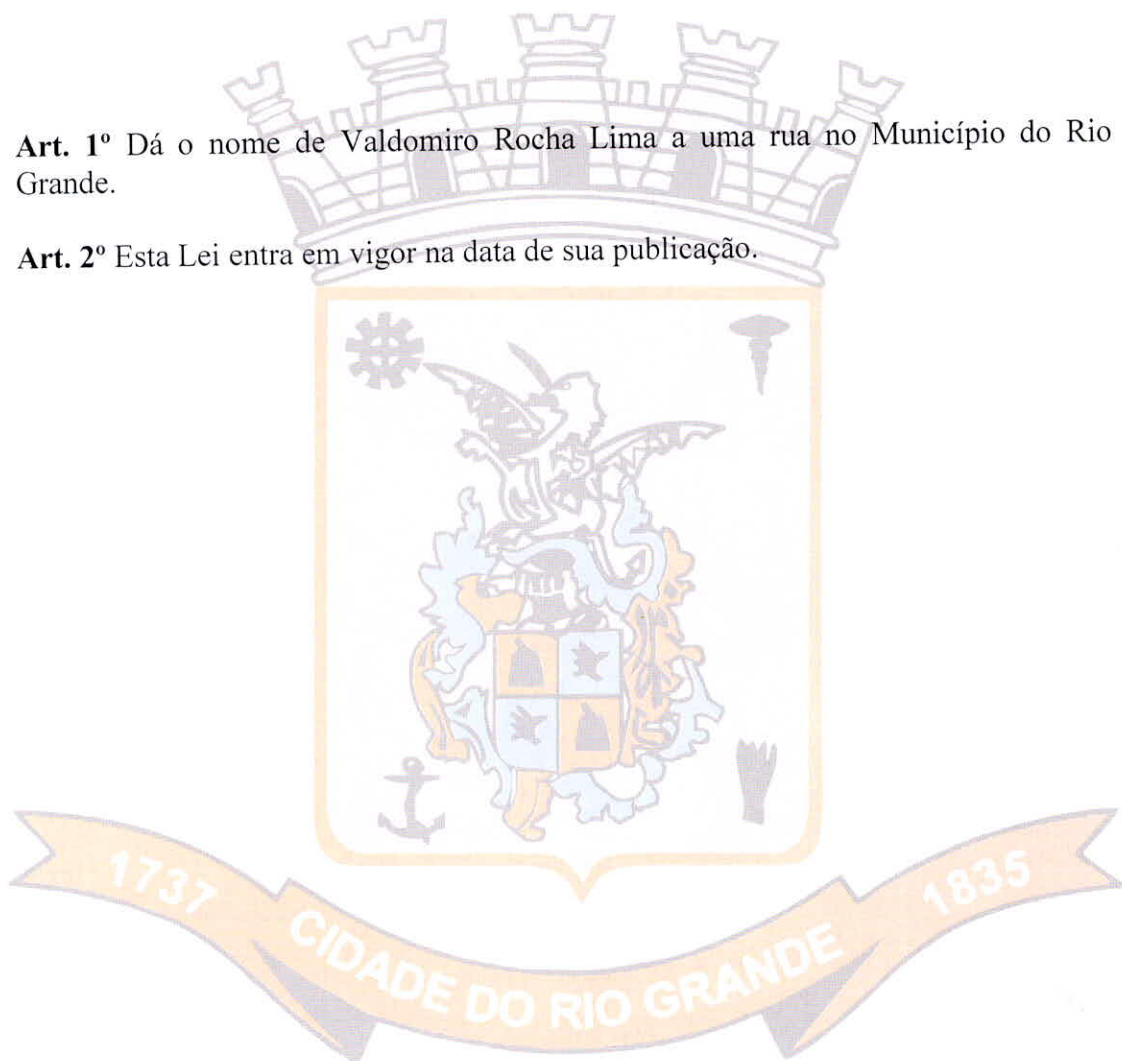 Art. 1º Dá o nome de Valdomiro Rocha Lima a uma rua no Município do Rio
Grande.
Art. 2º Esta Lei entra em vigor na data de sua publicação.
1737
CIDADE DO RIO GRANDE
1835